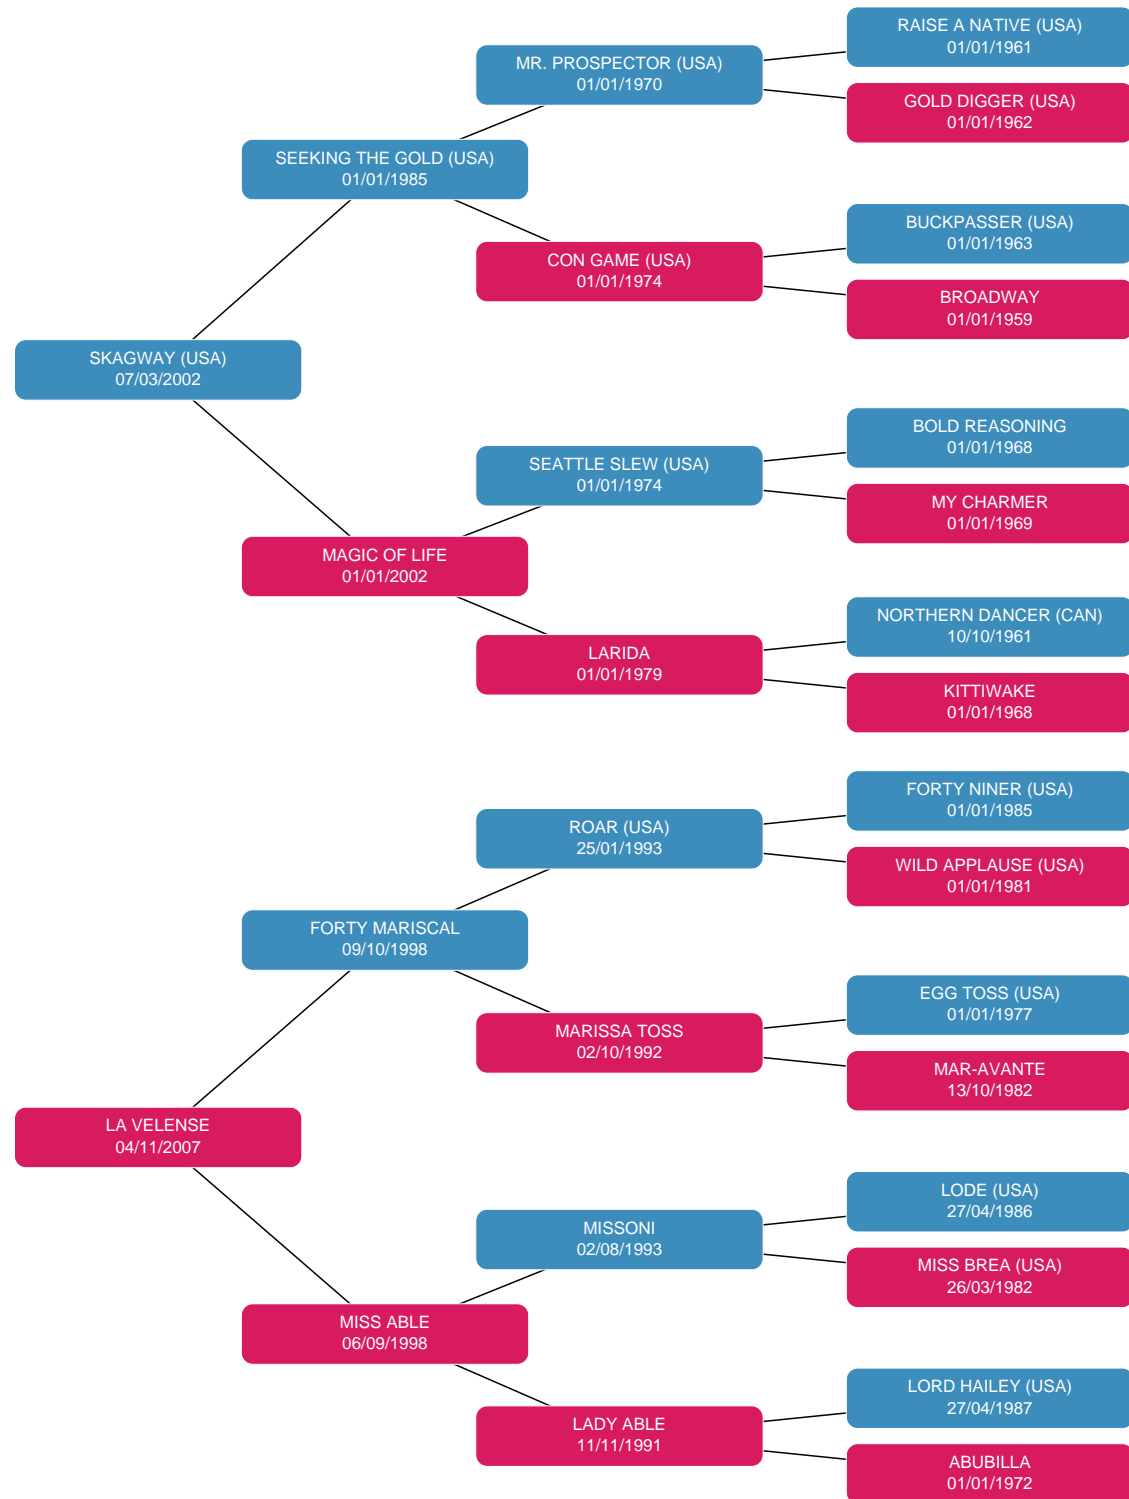 RAISE A NATIVE (USA)
01/01/1961
MR. PROSPECTOR (USA)
01/01/1970
GOLD DIGGER (USA)
01/01/1962
SEEKING THE GOLD (USA)
01/01/1985
BUCKPASSER (USA)
01/01/1963
CON GAME (USA)
01/01/1974
BROADWAY
01/01/1959
SKAGWAY (USA)
07/03/2002
BOLD REASONING
01/01/1968
SEATTLE SLEW (USA)
01/01/1974
MY CHARMER
01/01/1969
MAGIC OF LIFE
01/01/2002
NORTHERN DANCER (CAN)
10/10/1961
LARIDA
01/01/1979
KITTIWAKE
01/01/1968
FORTY NINER (USA)
01/01/1985
ROAR (USA)
25/01/1993
WILD APPLAUSE (USA)
01/01/1981
FORTY MARISCAL
09/10/1998
EGG TOSS (USA)
01/01/1977
MARISSA TOSS
02/10/1992
MAR-AVANTE
13/10/1982
LA VELENSE
04/11/2007
LODE (USA)
27/04/1986
MISSONI
02/08/1993
MISS BREA (USA)
26/03/1982
MISS ABLE
06/09/1998
LORD HAILEY (USA)
27/04/1987
LADY ABLE
11/11/1991
ABUBILLA
01/01/1972